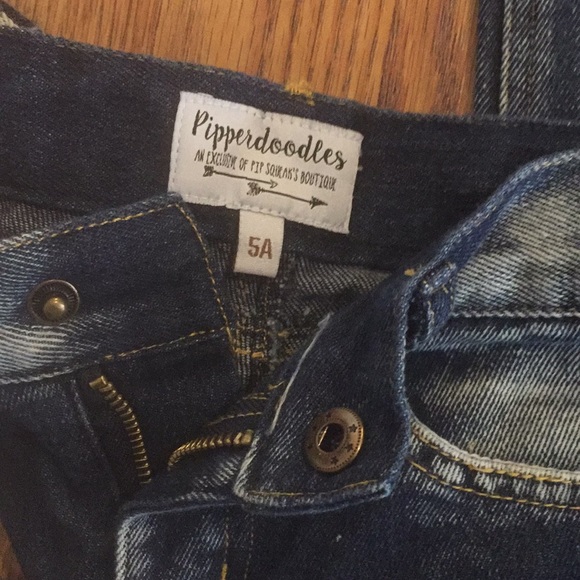 Pipperdoodles
AN EXCLUSIVE OF PIP SQUEAK'S BOUTIQUE
5A